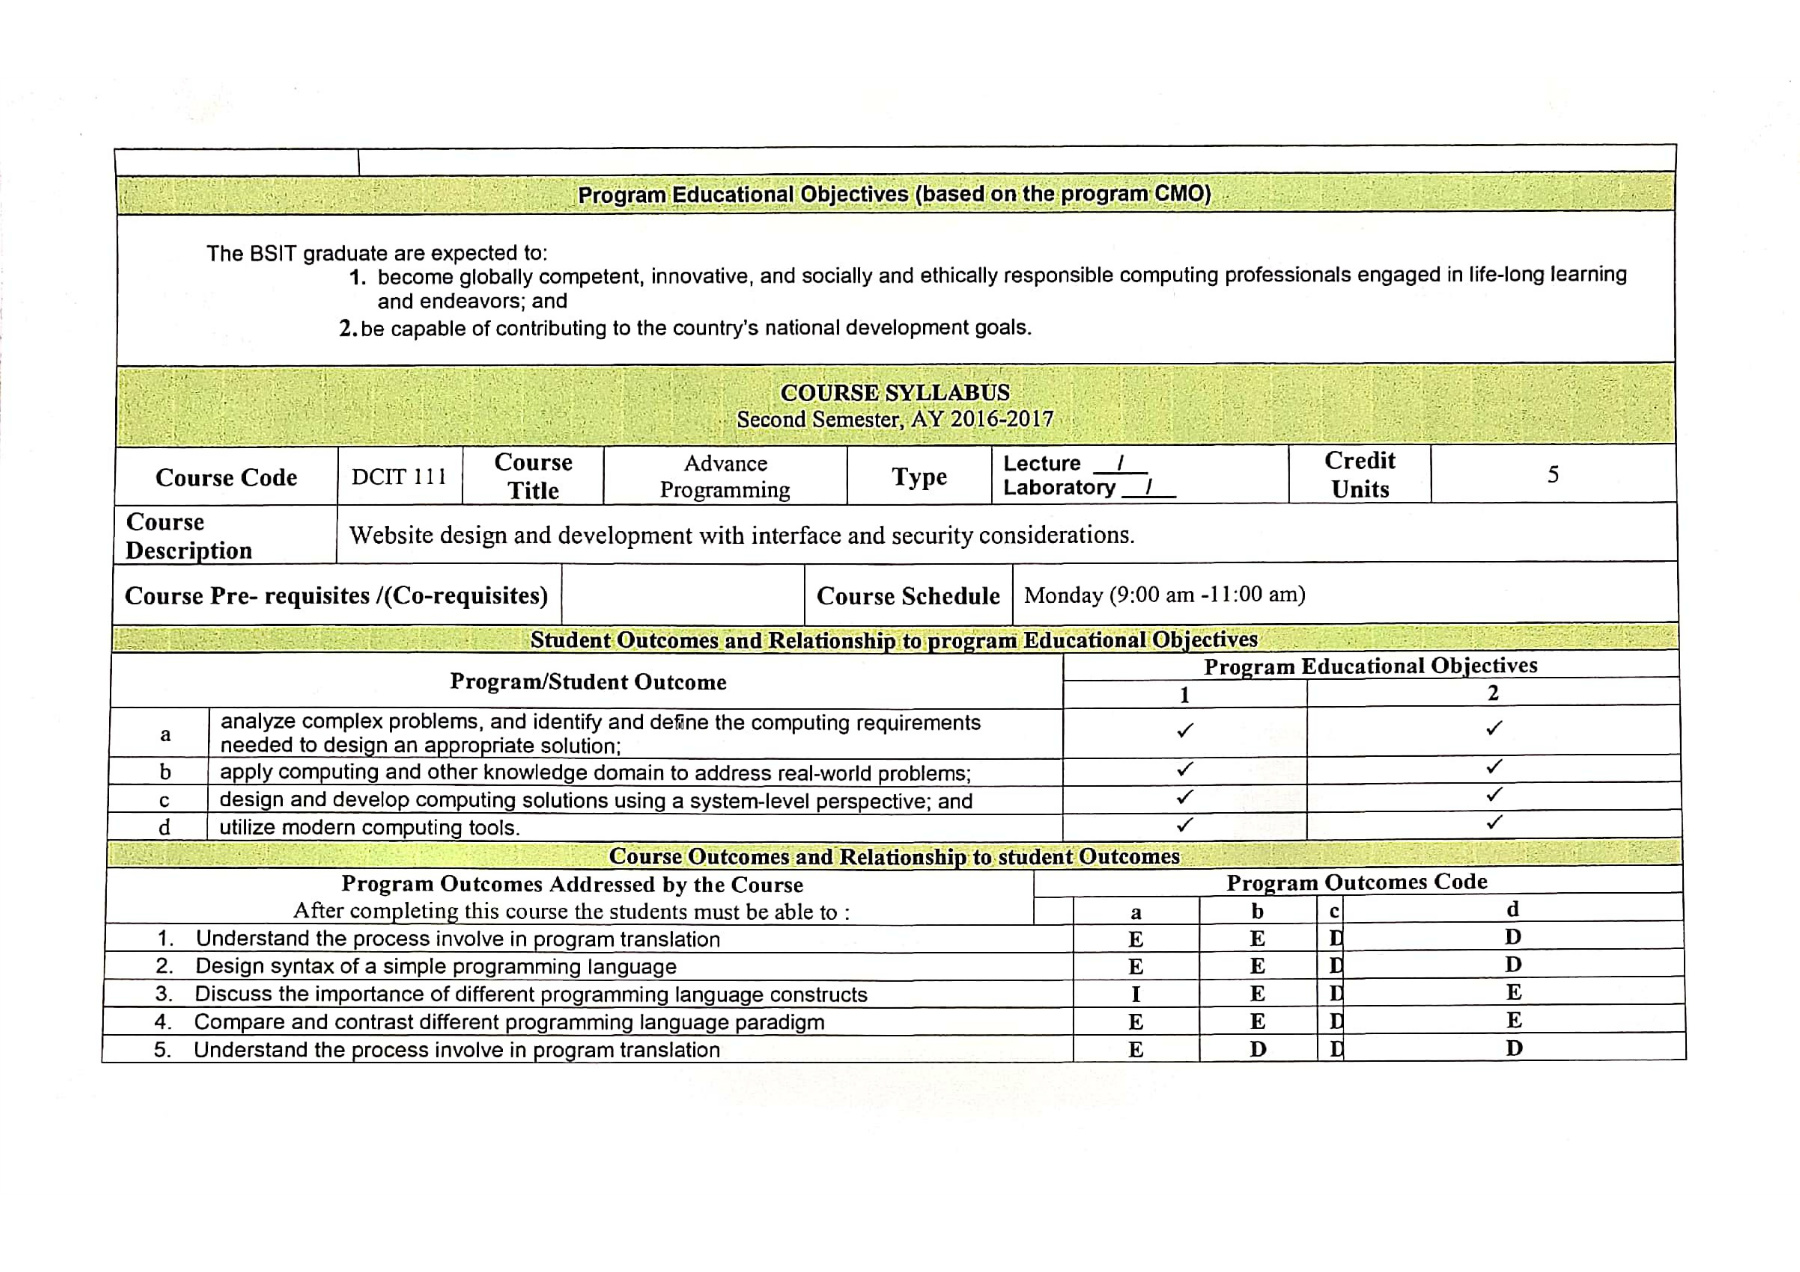 Program Educational Objectives (based on the program CMO)
The BSIT graduate are expected to:
1. become globally competent, innovative, and socially and ethically responsible computing professionals engaged in life-long learning
and endeavors; and
2. be capable of contributing to the country's national development goals.
COURSE SYLLABUS
Second Semester, AY 2016-2017
Course Code
DCIT 111
Course
Title
Advance
Programming
Type
Lecture __/__
Laboratory __/__
Credit
Units
5
Course
Description
Website design and development with interface and security considerations.
Course Pre- requisites /(Co-requisites)
Course Schedule
Monday (9:00 am -11:00 am)
Student Outcomes and Relationship to program Educational Objectives
Program/Student Outcome
Program Educational Objectives
1 2
a analyze complex problems, and identify and define the computing requirements
needed to design an appropriate solution; ✓ ✓
b apply computing and other knowledge domain to address real-world problems; ✓ ✓
c design and develop computing solutions using a system-level perspective; and ✓ ✓
d utilize modern computing tools. ✓ ✓
Course Outcomes and Relationship to student Outcomes
Program Outcomes Addressed by the Course
After completing this course the students must be able to :
Program Outcomes Code
a b c d
1. Understand the process involve in program translation E E D D
2. Design syntax of a simple programming language E E D D
3. Discuss the importance of different programming language constructs I E D E
4. Compare and contrast different programming language paradigm E E D E
5. Understand the process involve in program translation E D D D